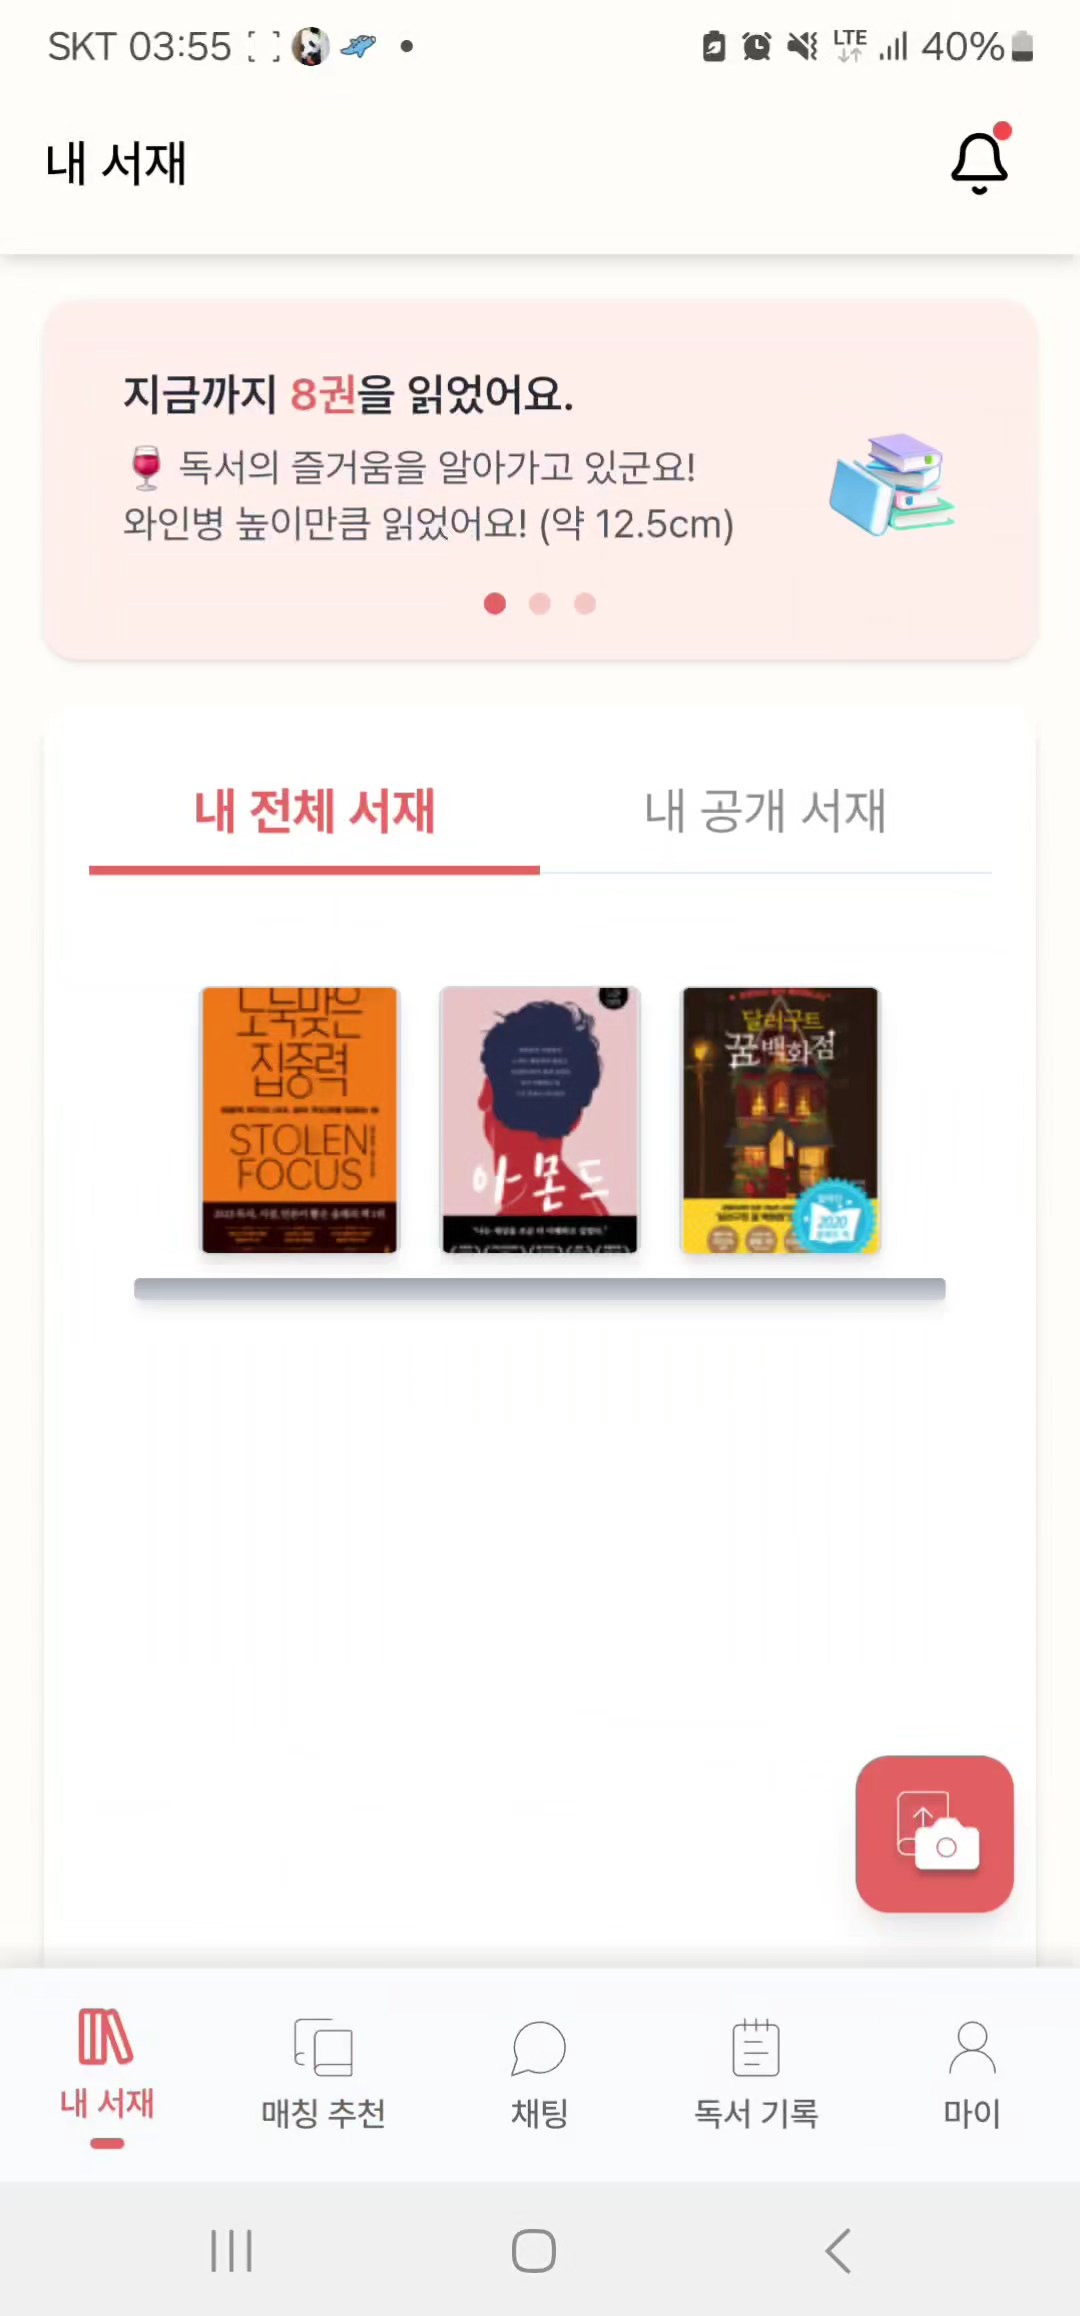 SKT 03:55
LTE
40%
내 서재
지금까지 8권을 읽었어요.
🍷 독서의 즐거움을 알아가고 있군요!
와인병 높이만큼 읽었어요! (약 12.5cm)
내 전체 서재
내 공개 서재
도둑맞은
집중력
STOLEN
FOCUS
아몬드
달러구트
꿈 백화점
2020
내 서재
매칭 추천
채팅
독서 기록
마이